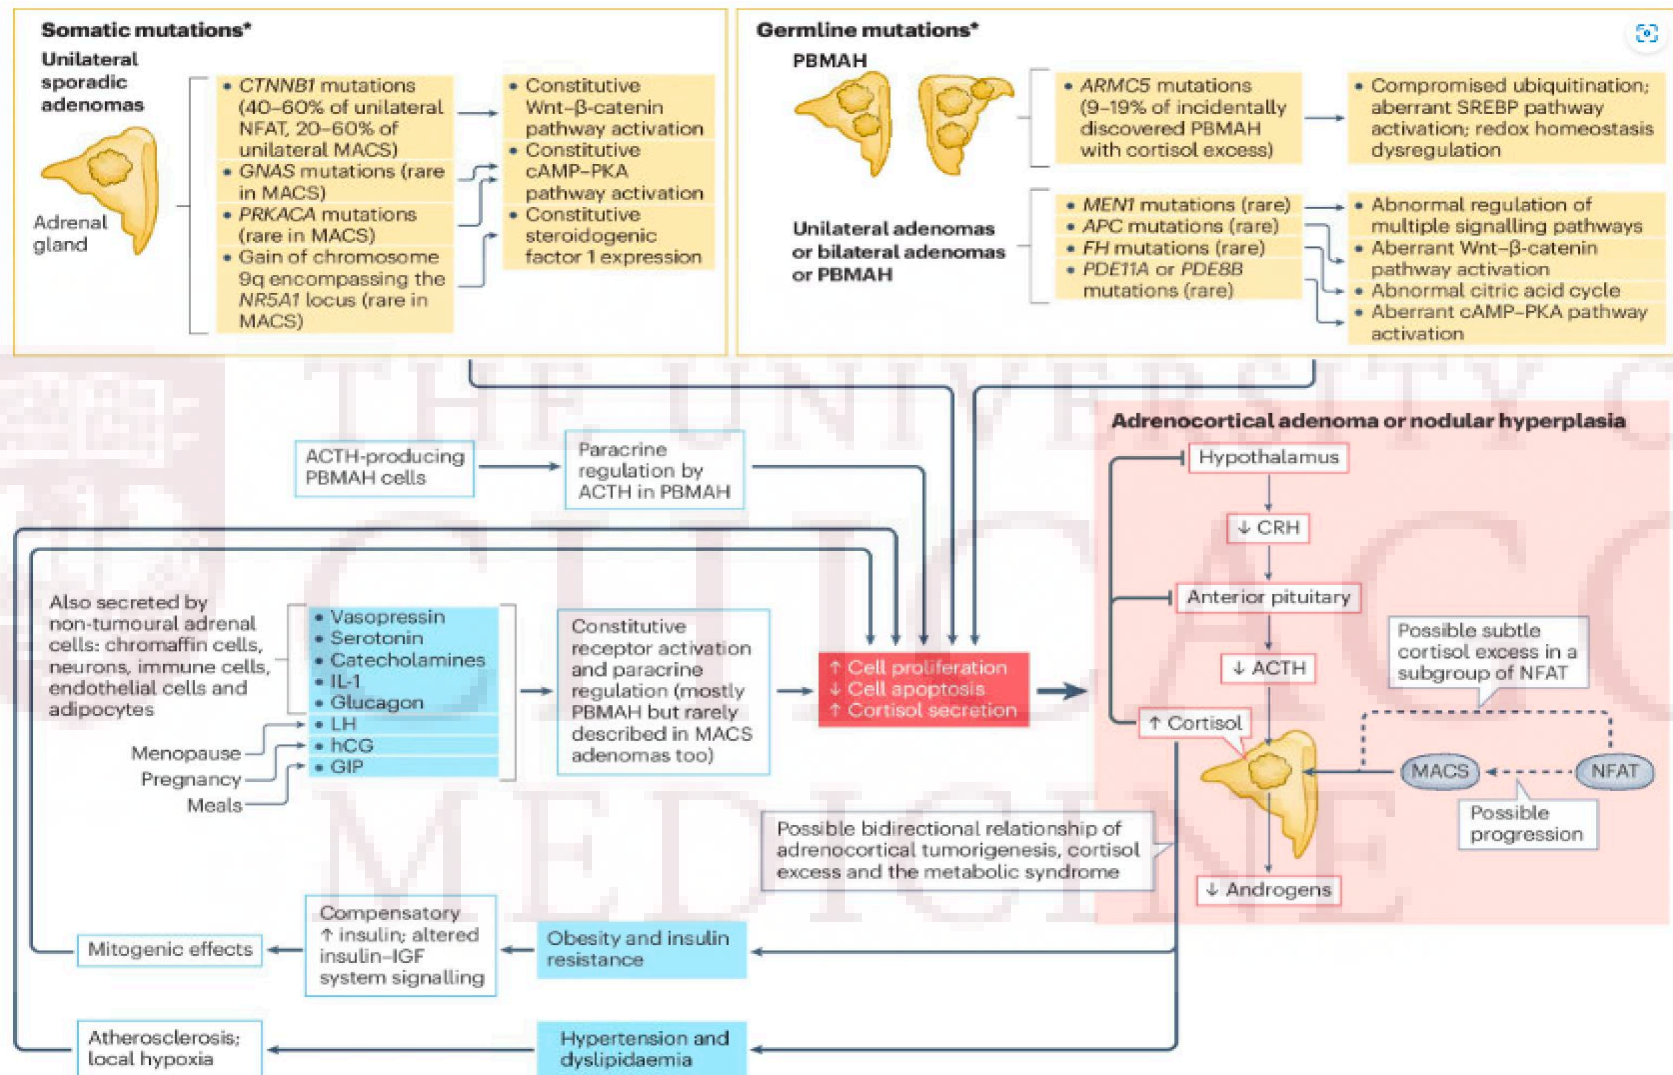 Somatic mutations*
Unilateral
sporadic
adenomas
Adrenal
gland
• CTNNB1 mutations
(40–60% of unilateral
NFAT, 20–60% of
unilateral MACS)
• GNAS mutations (rare
in MACS)
• PRKACA mutations
(rare in MACS)
• Gain of chromosome
9q encompassing the
NR5A1 locus (rare in
MACS)
• Constitutive
Wnt–β-catenin
pathway activation
• Constitutive
cAMP–PKA
pathway activation
• Constitutive
steroidogenic
factor 1 expression
Germline mutations*
PBMAH
• ARMC5 mutations
(9–19% of incidentally
discovered PBMAH
with cortisol excess)
• Compromised ubiquitination;
aberrant SREBP pathway
activation; redox homeostasis
dysregulation
Unilateral adenomas
or bilateral adenomas
or PBMAH
• MEN1 mutations (rare)
• APC mutations (rare)
• FH mutations (rare)
• PDE11A or PDE8B
mutations (rare)
• Abnormal regulation of
multiple signalling pathways
• Aberrant Wnt–β-catenin
pathway activation
• Abnormal citric acid cycle
• Aberrant cAMP–PKA pathway
activation
THE UNIVERSITY O
CHICAGO
MEDICINE
ACTH-producing
PBMAH cells
Paracrine
regulation by
ACTH in PBMAH
Also secreted by
non-tumoural adrenal
cells: chromaffin cells,
neurons, immune cells,
endothelial cells and
adipocytes
Menopause
Pregnancy
Meals
• Vasopressin
• Serotonin
• Catecholamines
• IL-1
• Glucagon
• LH
• hCG
• GIP
Constitutive
receptor activation
and paracrine
regulation (mostly
PBMAH but rarely
described in MACS
adenomas too)
↑ Cell proliferation
↓ Cell apoptosis
↑ Cortisol secretion
Adrenocortical adenoma or nodular hyperplasia
Hypothalamus
↓ CRH
Anterior pituitary
↓ ACTH
↑ Cortisol
Possible subtle
cortisol excess in a
subgroup of NFAT
MACS
NFAT
Possible
progression
↓ Androgens
Possible bidirectional relationship of
adrenocortical tumorigenesis, cortisol
excess and the metabolic syndrome
Mitogenic effects
Compensatory
↑ insulin; altered
insulin–IGF
system signalling
Obesity and insulin
resistance
Atherosclerosis;
local hypoxia
Hypertension and
dyslipidaemia